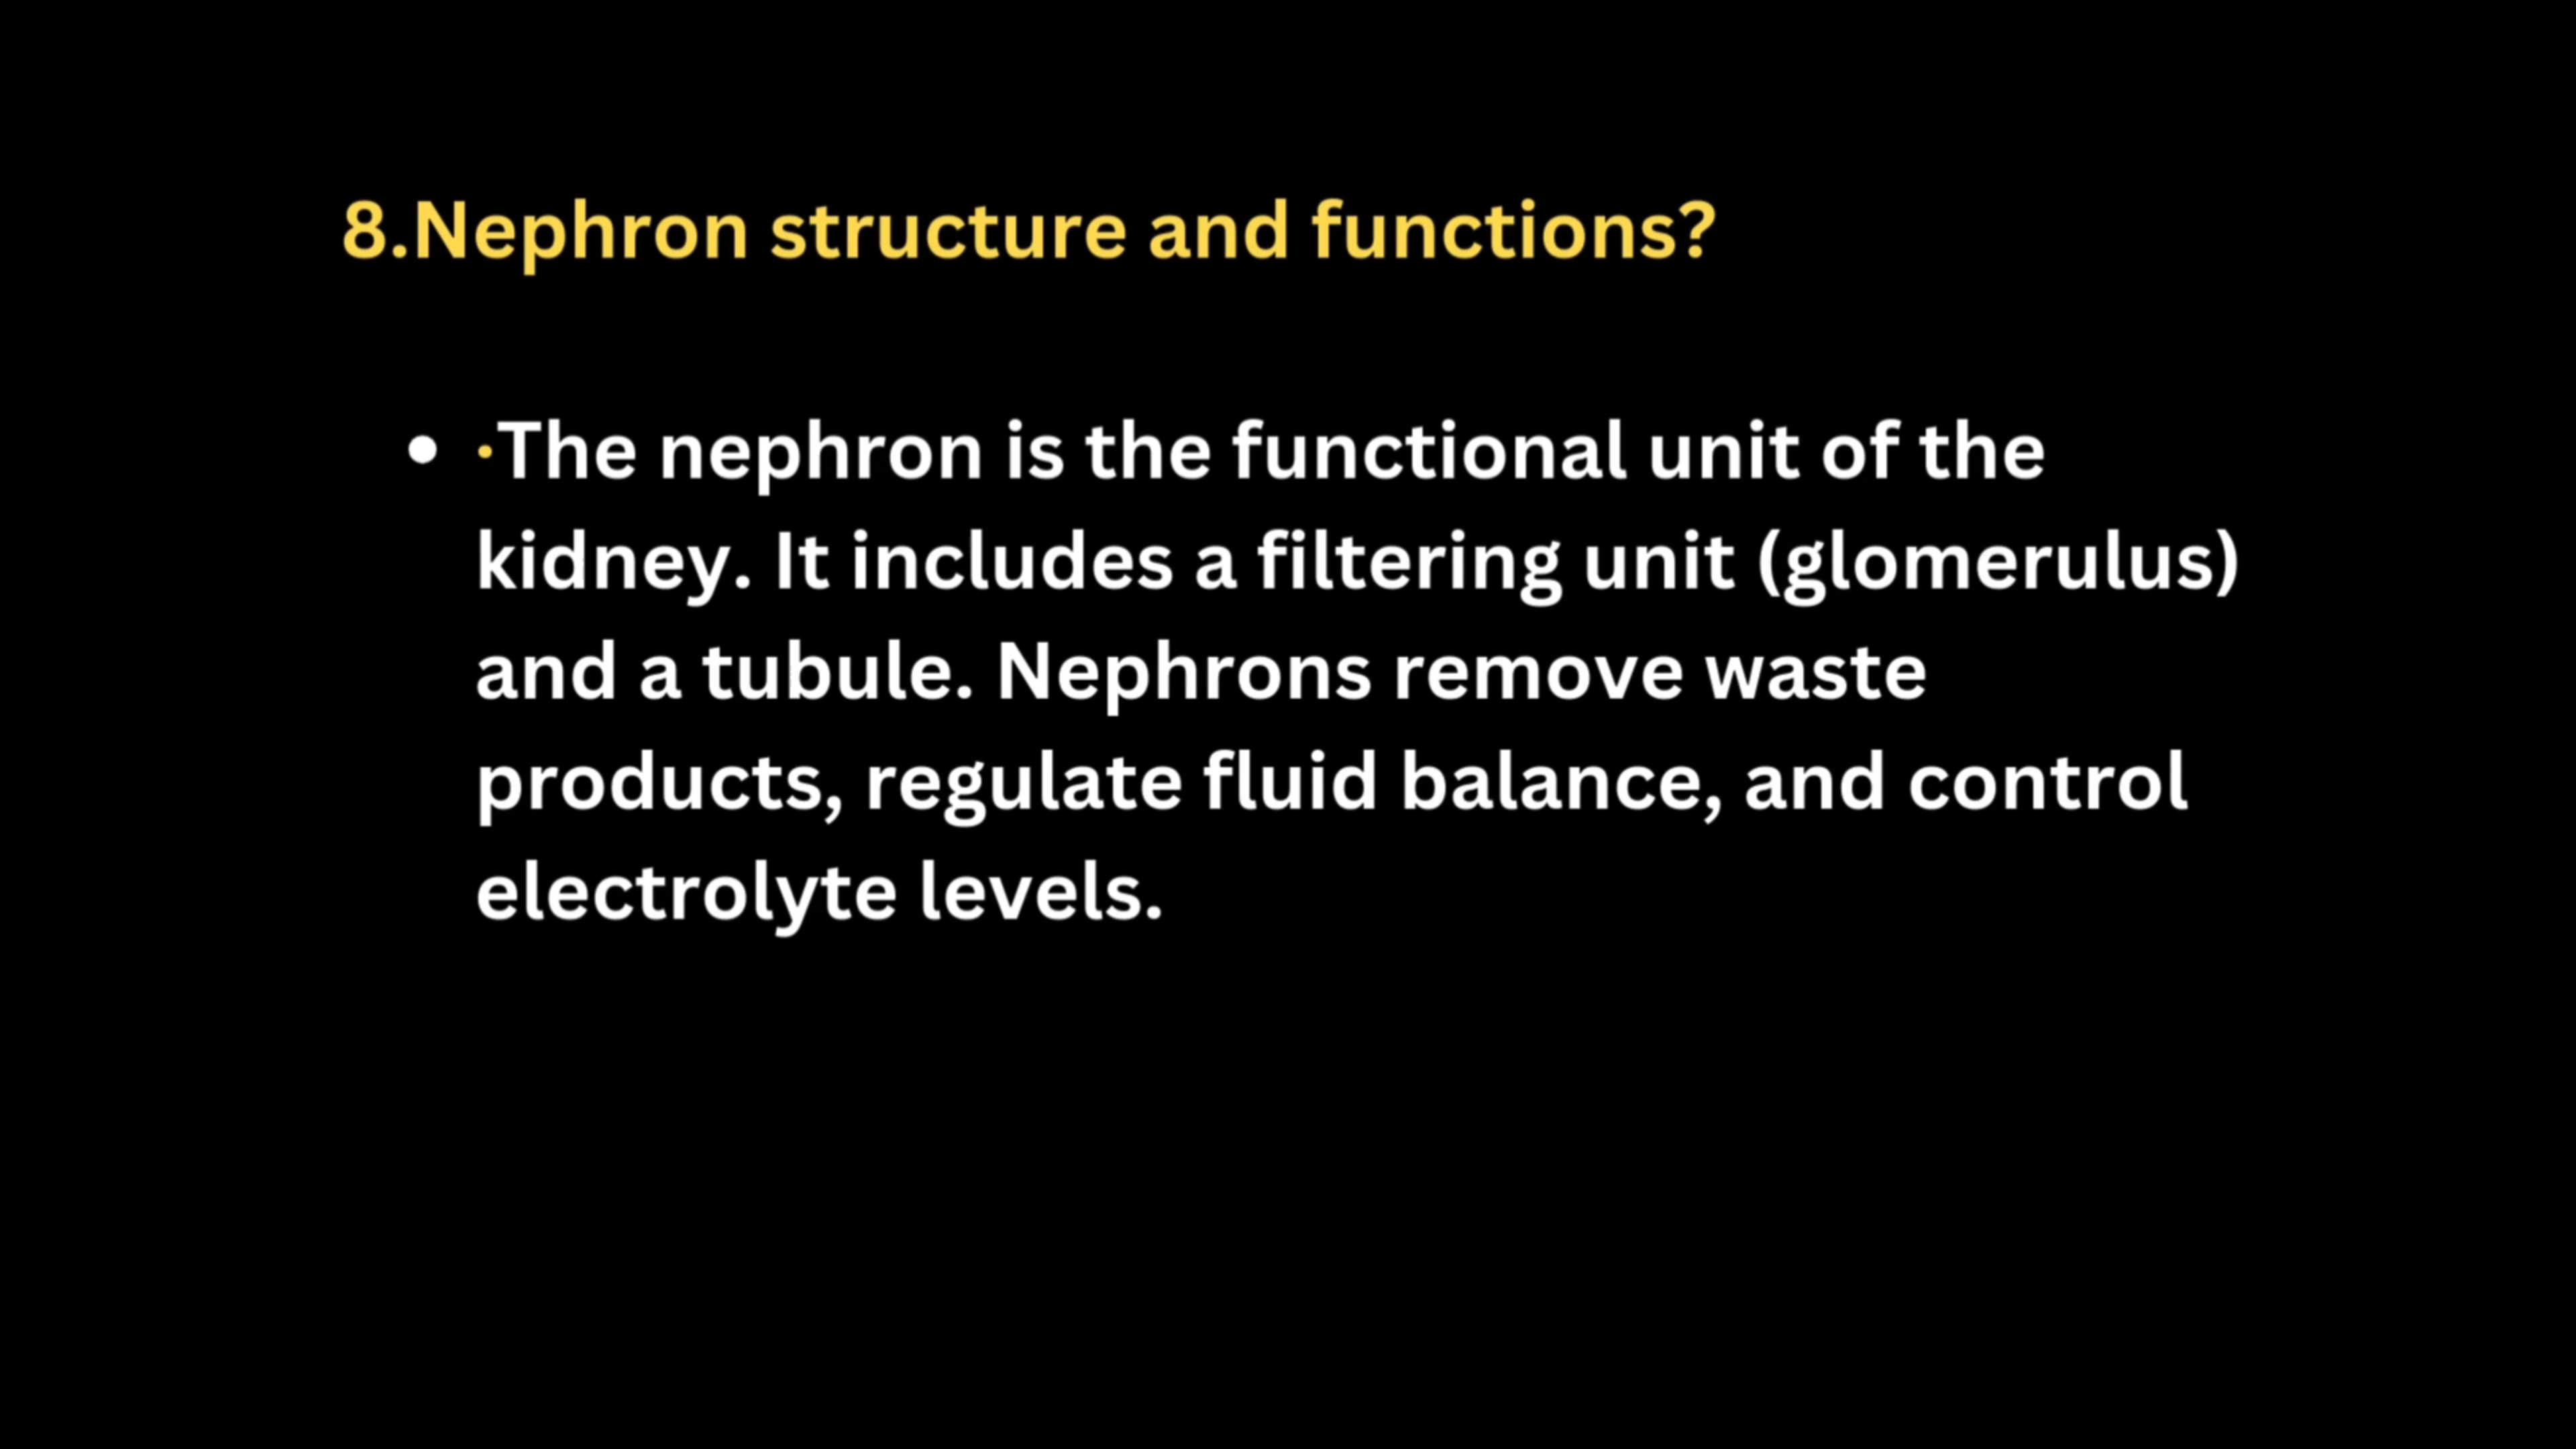 8.Nephron structure and functions?
• ·The nephron is the functional unit of the
kidney. It includes a filtering unit (glomerulus)
and a tubule. Nephrons remove waste
products, regulate fluid balance, and control
electrolyte levels.